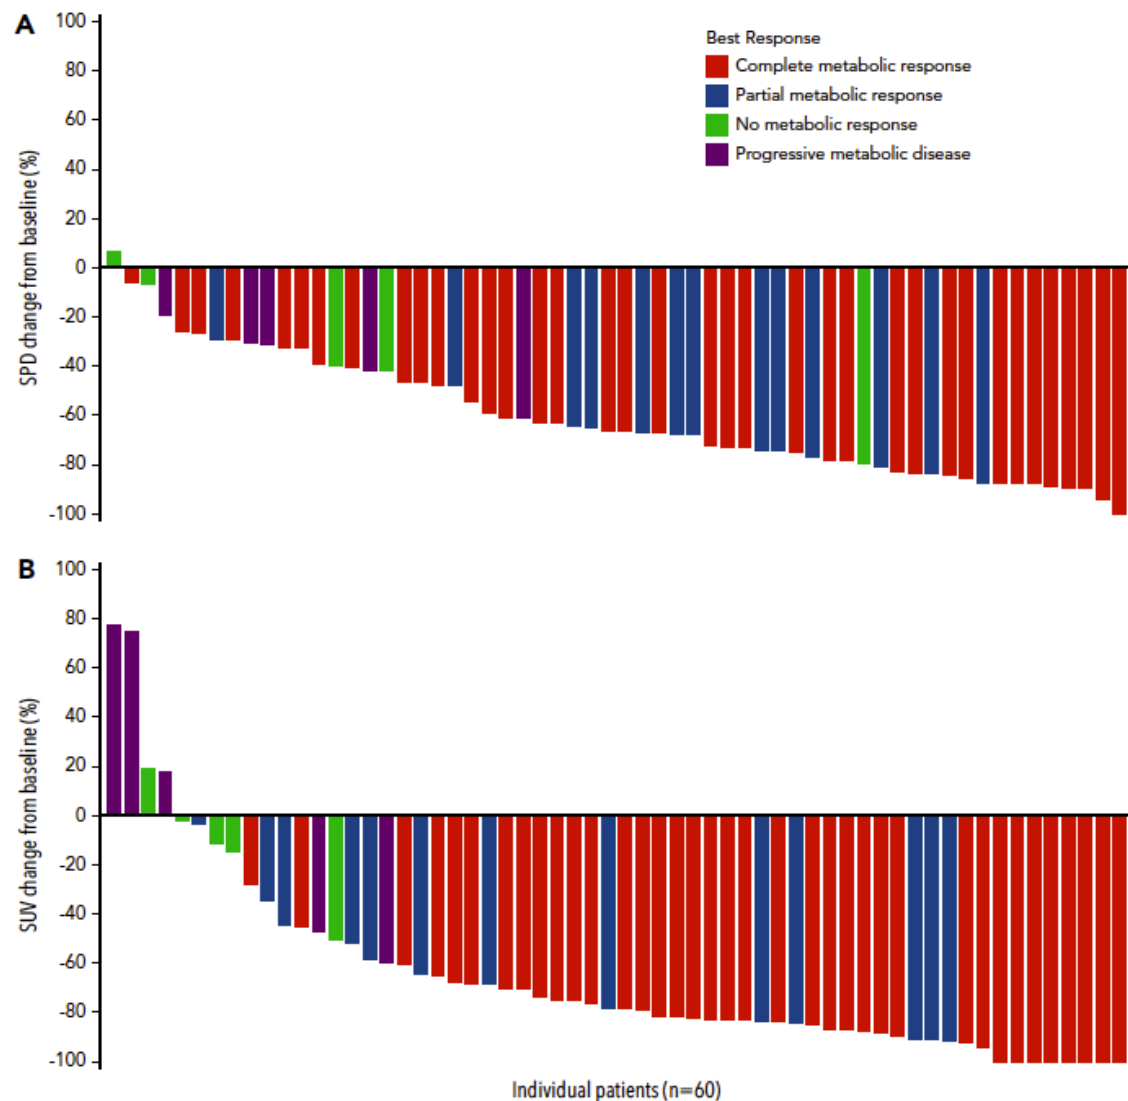 A
100
80
60
40
20
0
-20
-40
-60
-80
-100
SPD change from baseline (%)
Best Response
Complete metabolic response
Partial metabolic response
No metabolic response
Progressive metabolic disease
B
100
80
60
40
20
0
-20
-40
-60
-80
-100
SUV change from baseline (%)
Individual patients (n=60)